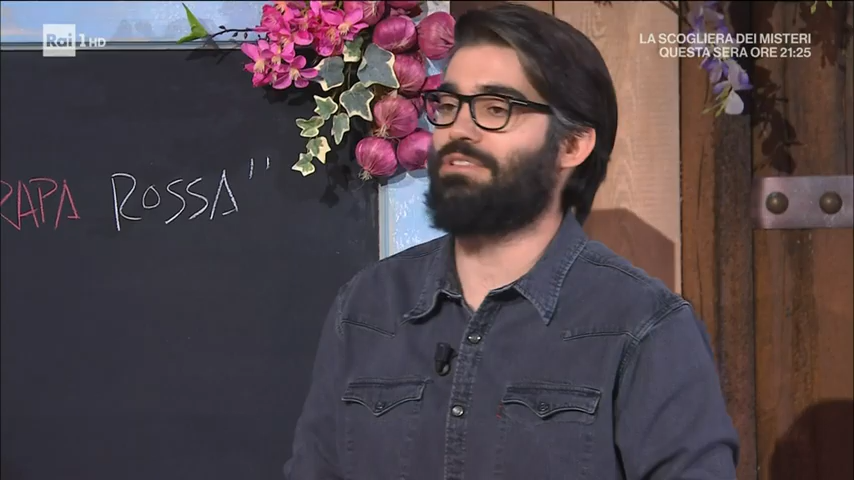 Rai 1 HD
LA SCOGLIERA DEI MISTERI
QUESTA SERA ORE 21:25
RAPA ROSSA"